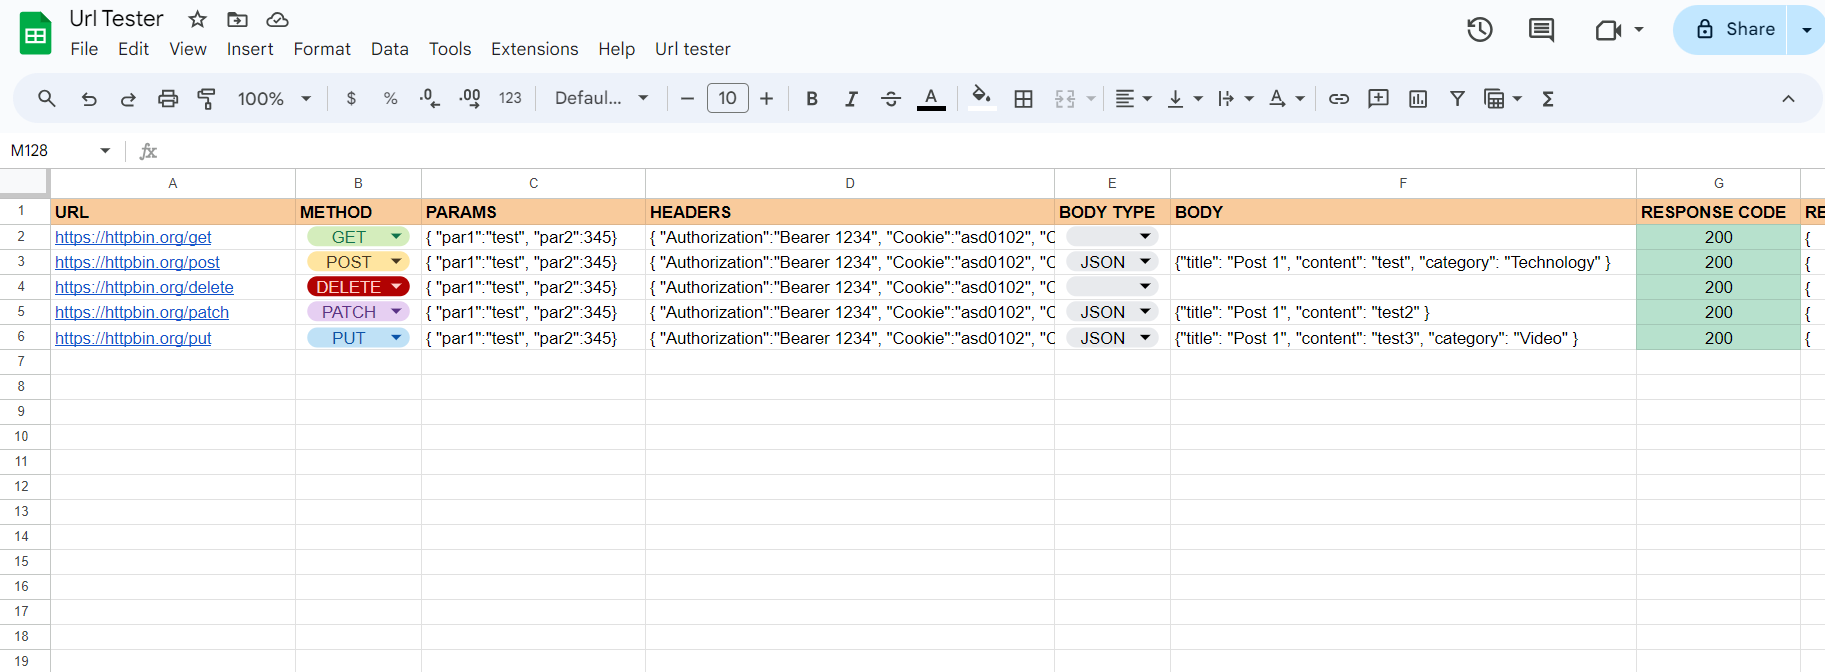 Url Tester
File Edit View Insert Format Data Tools Extensions Help Url tester
Share
100% $ % .0 .00 123 Defaul... 10 B I A A
M128 fx
A B C D E F G
1 URL METHOD PARAMS HEADERS BODY TYPE BODY RESPONSE CODE RE
2 https://httpbin.org/get GET { "par1":"test", "par2":345} { "Authorization":"Bearer 1234", "Cookie":"asd0102", "C 200 {
3 https://httpbin.org/post POST { "par1":"test", "par2":345} { "Authorization":"Bearer 1234", "Cookie":"asd0102", "C JSON {"title": "Post 1", "content": "test", "category": "Technology" } 200 {
4 https://httpbin.org/delete DELETE { "par1":"test", "par2":345} { "Authorization":"Bearer 1234", "Cookie":"asd0102", "C 200 {
5 https://httpbin.org/patch PATCH { "par1":"test", "par2":345} { "Authorization":"Bearer 1234", "Cookie":"asd0102", "C JSON {"title": "Post 1", "content": "test2" } 200 {
6 https://httpbin.org/put PUT { "par1":"test", "par2":345} { "Authorization":"Bearer 1234", "Cookie":"asd0102", "C JSON {"title": "Post 1", "content": "test3", "category": "Video" } 200 {
7
8
9
10
11
12
13
14
15
16
17
18
19